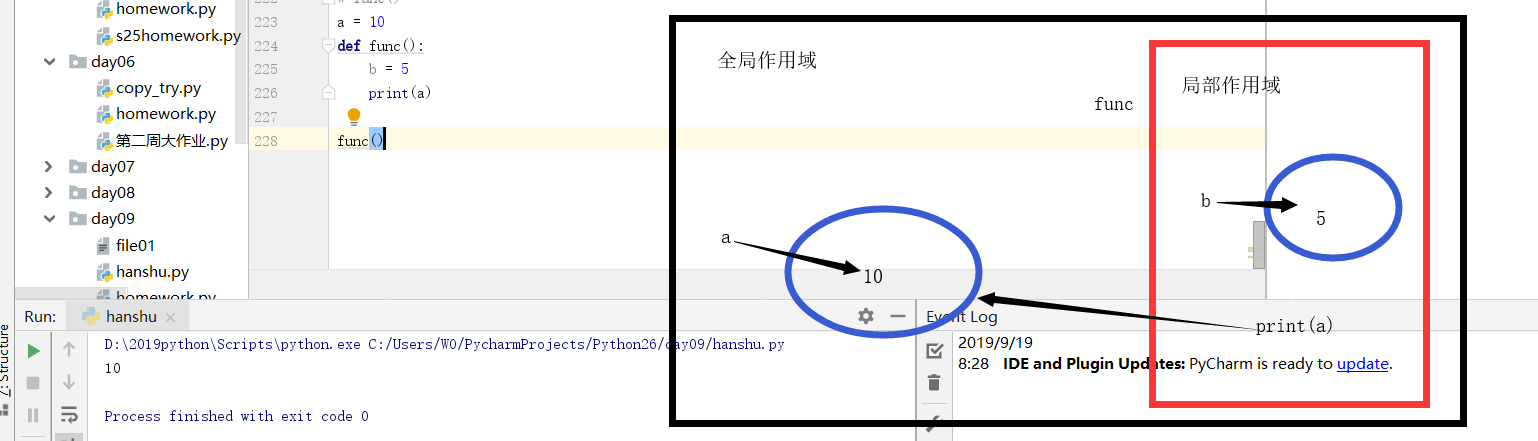 homework.py
s25homework.py
day06
copy_try.py
homework.py
第二周大作业.py
day07
day08
day09
file01
hanshu.py
homework.py
222
# func()
223
a = 10
224
def func():
225
b = 5
226
print(a)
227
228
func()
全局作用域
局部作用域
func
b
5
a
10
print(a)
Run:
hanshu
D:\2019python\Scripts\python.exe C:/Users/WO/PycharmProjects/Python26/day09/hanshu.py
10
Process finished with exit code 0
Event Log
2019/9/19
8:28 IDE and Plugin Updates: PyCharm is ready to update.
Z: Structure